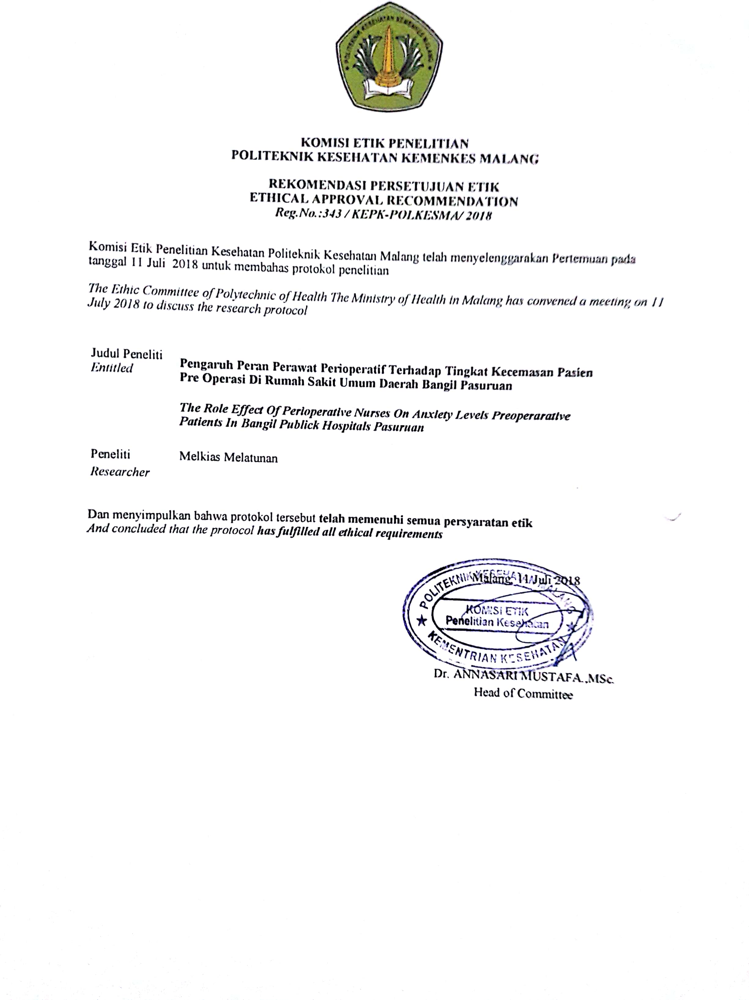 POLITEKNIK KESEHATAN KEMENKES MALANG
KOMISI ETIK PENELITIAN
POLITEKNIK KESEHATAN KEMENKES MALANG
REKOMENDASI PERSETUJUAN ETIK
ETHICAL APPROVAL RECOMMENDATION
Reg.No.:343 / KEPK-POLKESMA/ 2018
Komisi Etik Penelitian Kesehatan Politeknik Kesehatan Malang telah menyelenggarakan Pertemuan pada
tanggal 11 Juli 2018 untuk membahas protokol penelitian
The Ethic Committee of Polytechnic of Health The Ministry of Health in Malang has convened a meeting on 11
July 2018 to discuss the research protocol
Judul Peneliti
Entitled
Pengaruh Peran Perawat Perioperatif Terhadap Tingkat Kecemasan Pasien
Pre Operasi Di Rumah Sakit Umum Daerah Bangil Pasuruan
The Role Effect Of Perioperative Nurses On Anxiety Levels Preoperarative
Patients In Bangil Publick Hospitals Pasuruan
Peneliti Melkias Melatunan
Researcher
Dan menyimpulkan bahwa protokol tersebut telah memenuhi semua persyaratan etik
And concluded that the protocol has fulfilled all ethical requirements
Malang, 11 Juli 2018
POLITEKNIK KESEHATAN MALANG
KOMISI ETIK
Penelitian Kesehatan
KEMENTRIAN KESEHATAN
Dr. ANNASARI MUSTAFA.,MSc.
Head of Committee